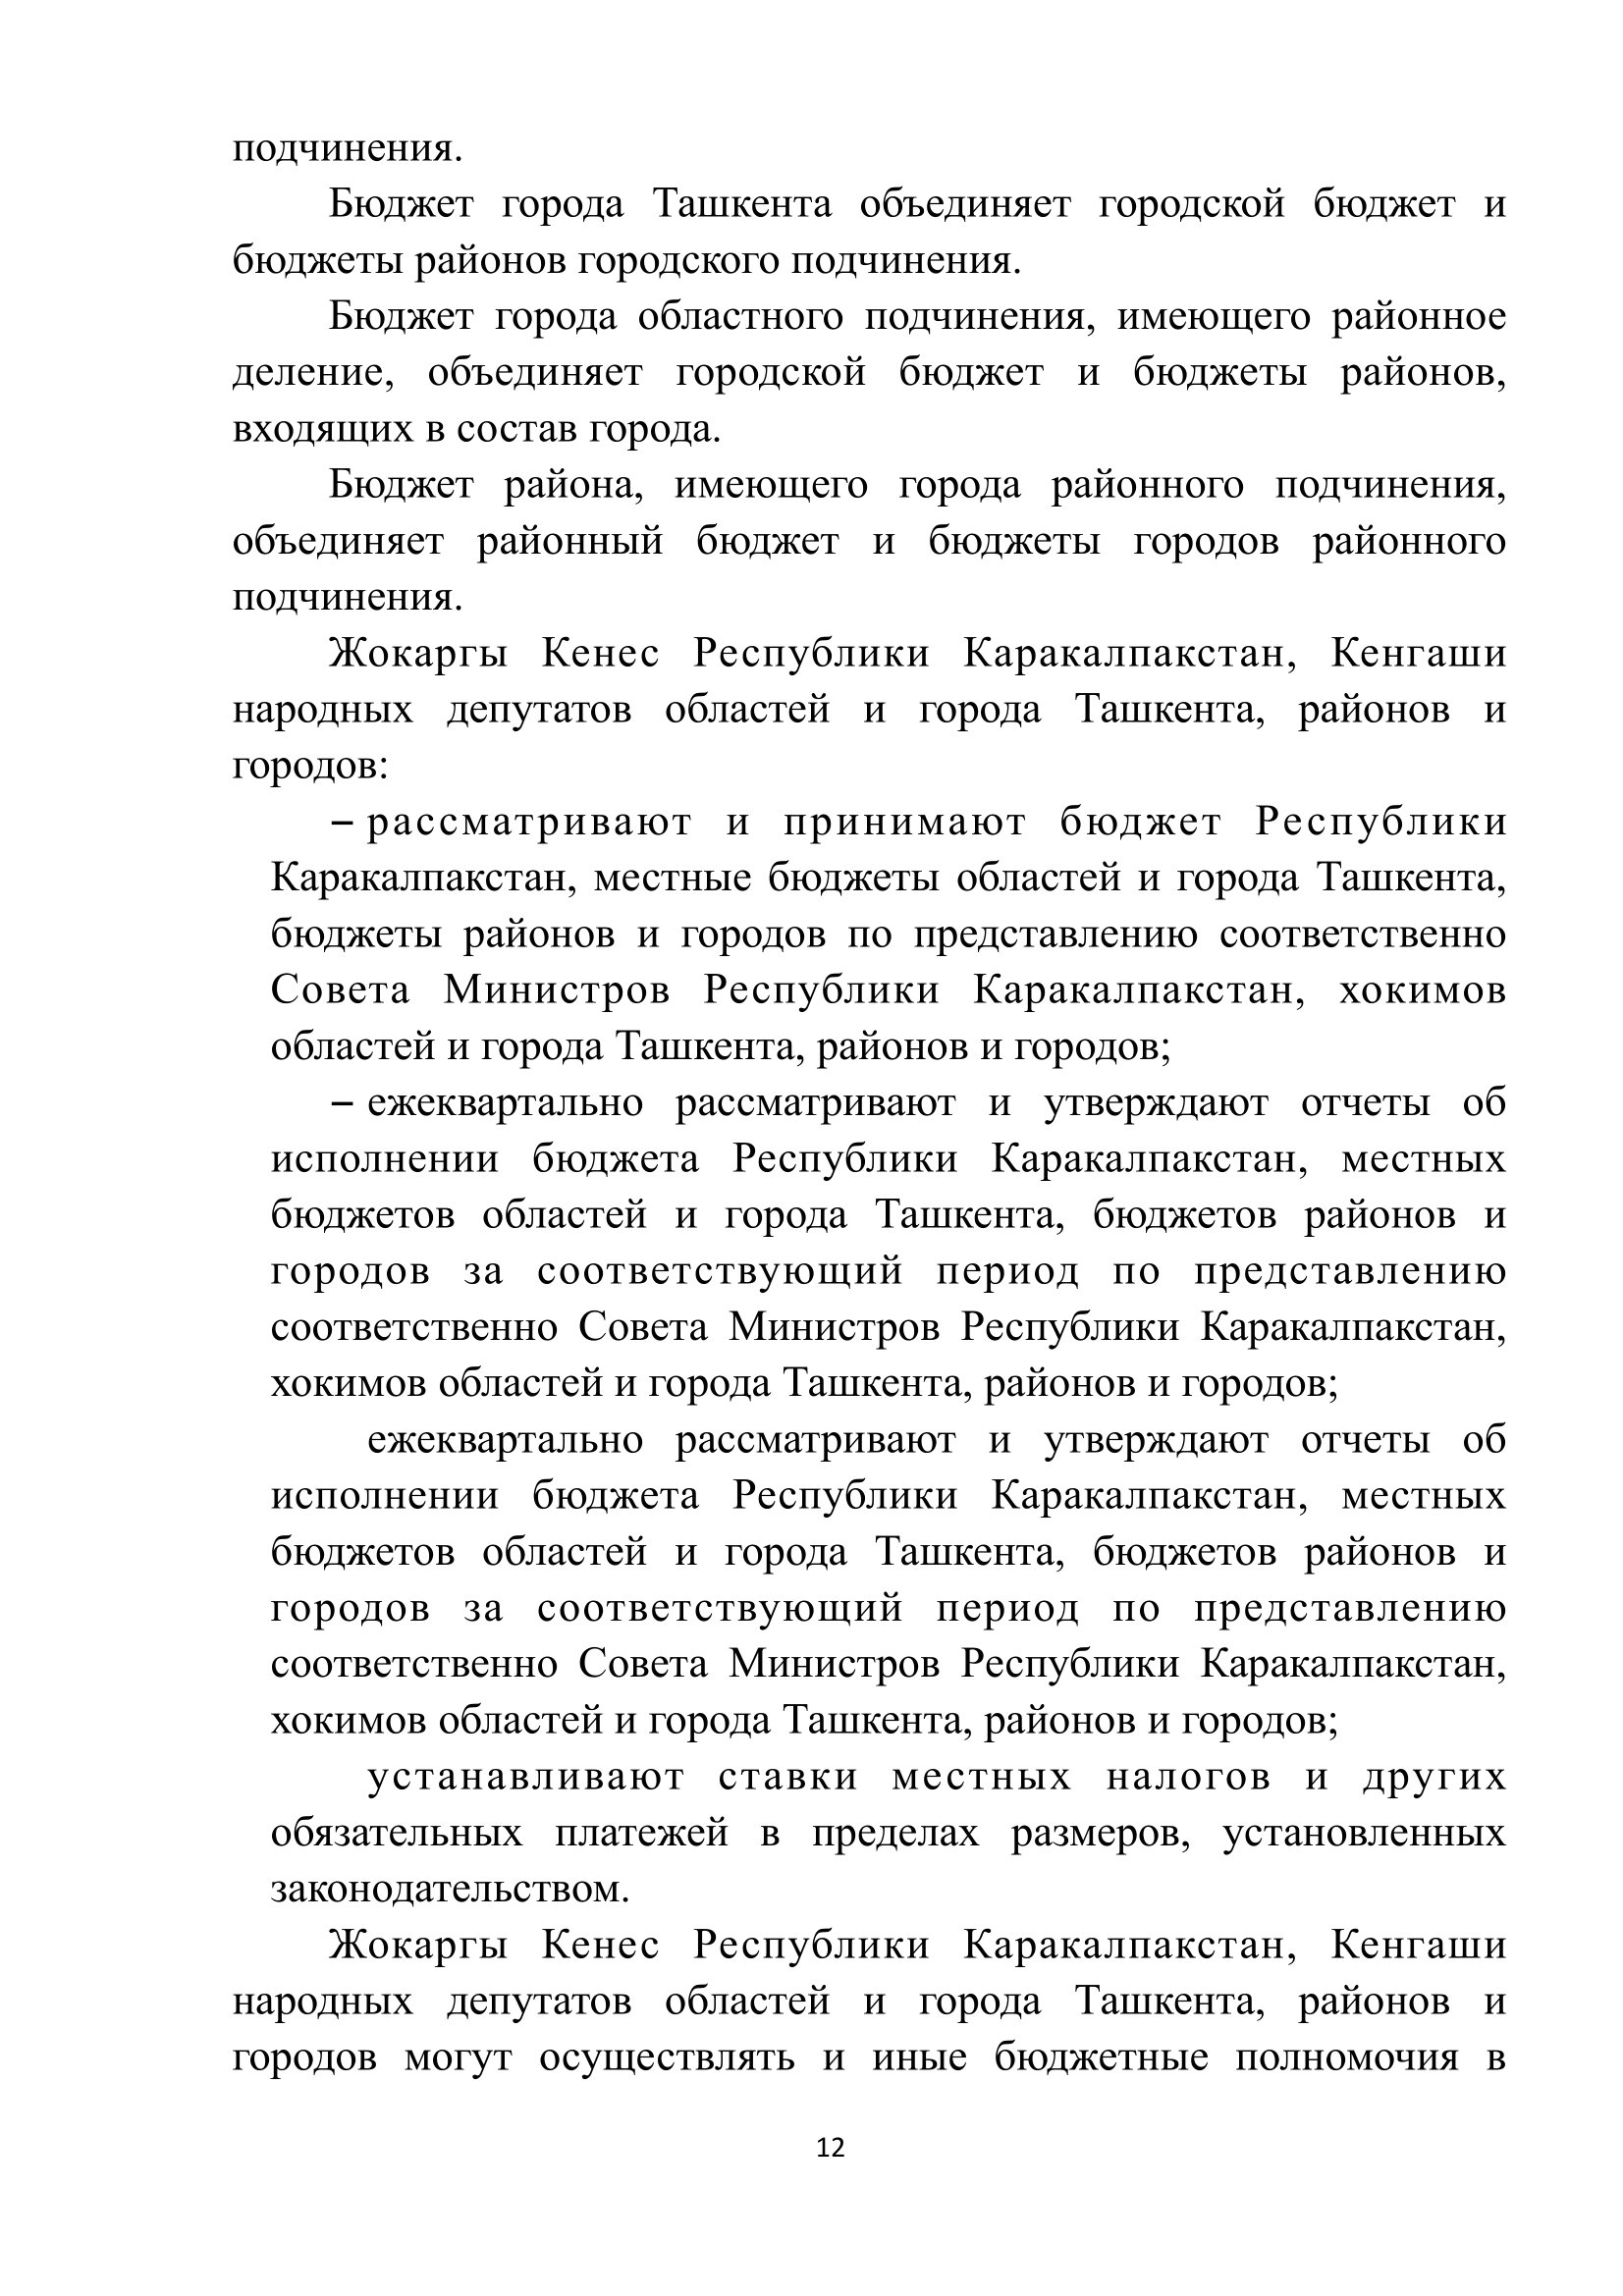 подчинения.
Бюджет города Ташкента объединяет городской бюджет и
бюджеты районов городского подчинения.
Бюджет города областного подчинения, имеющего районное
деление, объединяет городской бюджет и бюджеты районов,
входящих в состав города.
Бюджет района, имеющего города районного подчинения,
объединяет районный бюджет и бюджеты городов районного
подчинения.
Жокаргы Кенес Республики Каракалпакстан, Кенгаши
народных депутатов областей и города Ташкента, районов и
городов:
– рассматривают и принимают бюджет Республики
Каракалпакстан, местные бюджеты областей и города Ташкента,
бюджеты районов и городов по представлению соответственно
Совета Министров Республики Каракалпакстан, хокимов
областей и города Ташкента, районов и городов;
– ежеквартально рассматривают и утверждают отчеты об
исполнении бюджета Республики Каракалпакстан, местных
бюджетов областей и города Ташкента, бюджетов районов и
городов за соответствующий период по представлению
соответственно Совета Министров Республики Каракалпакстан,
хокимов областей и города Ташкента, районов и городов;
ежеквартально рассматривают и утверждают отчеты об
исполнении бюджета Республики Каракалпакстан, местных
бюджетов областей и города Ташкента, бюджетов районов и
городов за соответствующий период по представлению
соответственно Совета Министров Республики Каракалпакстан,
хокимов областей и города Ташкента, районов и городов;
устанавливают ставки местных налогов и других
обязательных платежей в пределах размеров, установленных
законодательством.
Жокаргы Кенес Республики Каракалпакстан, Кенгаши
народных депутатов областей и города Ташкента, районов и
городов могут осуществлять и иные бюджетные полномочия в
12